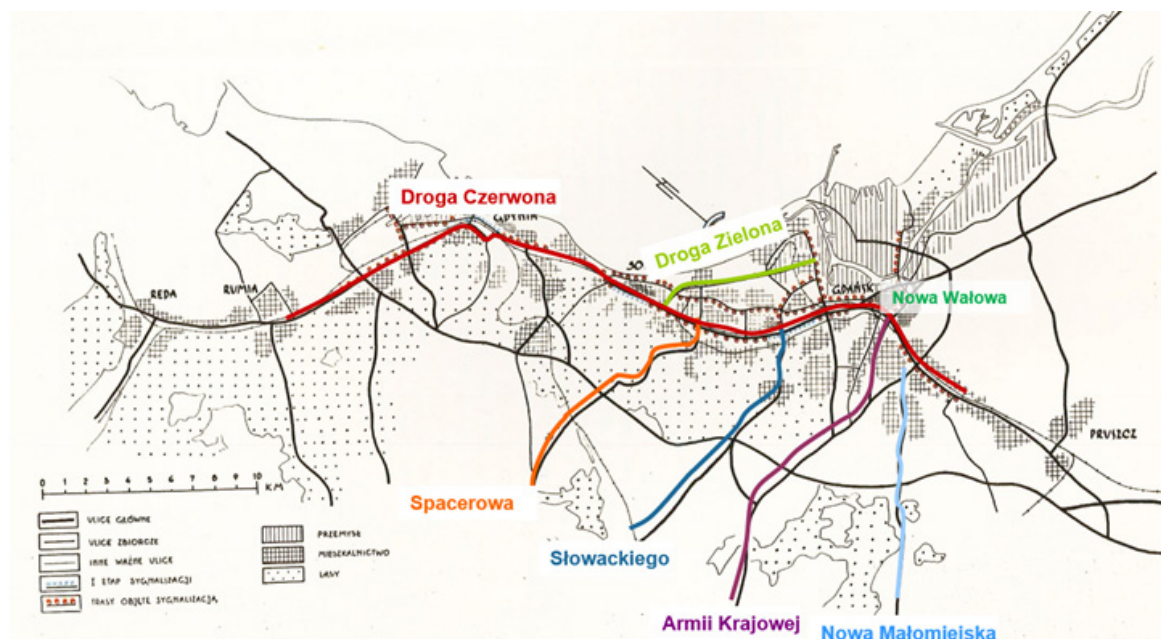 Droga Czerwona
GDYNIA
Droga Zielona
SO
REDA
RUMIA
GDAŃSK
Nowa Wałowa
PRUSZCZ
0 1 2 3 4 5 6 7 8 9 10
KM
Spacerowa
Słowackiego
Armii Krajowej
Nowa Małomiejska
ULICE GŁÓWNE
ULICE ZBIORCZE
INNE WAŻNE ULICE
I ETAP SYGNALIZACJI
TRASY OBJĘTE SYGNALIZACJĄ
PRZEMYSŁ
MIESZKALNICTWO
LASY